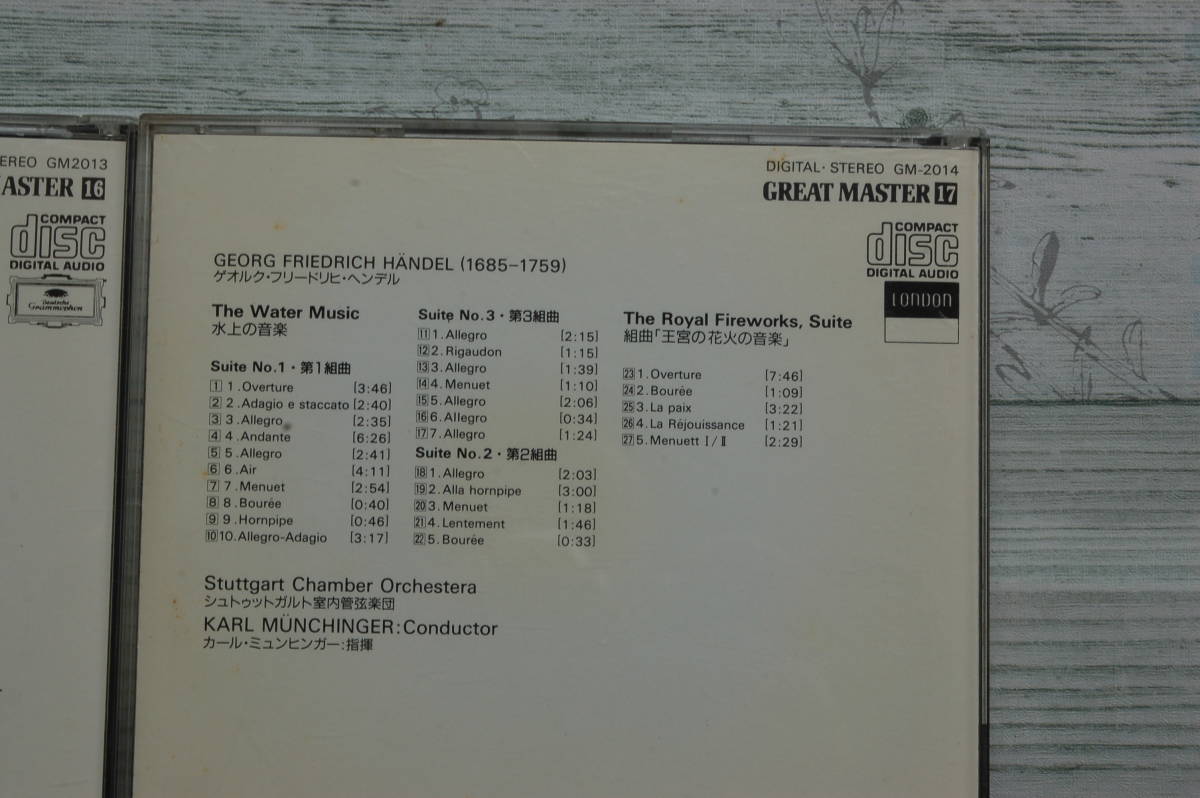 EREO GM2013
ASTER 16
COMPACT
disc
DIGITAL AUDIO
Deutsche
Grammophon
DIGITAL・STEREO GM-2014
GREAT MASTER 17
COMPACT
disc
DIGITAL AUDIO
LONDON
GEORG FRIEDRICH HÄNDEL (1685–1759)
ゲオルク・フリードリヒ・ヘンデル
The Water Music
水上の音楽
Suite No.1・第1組曲
1 1.Overture [3:46]
2 2.Adagio e staccato [2:40]
3 3.Allegro [2:35]
4 4.Andante [6:26]
5 5.Allegro [2:41]
6 6.Air [4:11]
7 7.Menuet [2:54]
8 8.Bourée [0:40]
9 9.Hornpipe [0:46]
10 10.Allegro-Adagio [3:17]
Suite No.3・第3組曲
11 1.Allegro [2:15]
12 2.Rigaudon [1:15]
13 3.Allegro [1:39]
14 4.Menuet [1:10]
15 5.Allegro [2:06]
16 6.Allegro [0:34]
17 7.Allegro [1:24]
Suite No.2・第2組曲
18 1.Allegro [2:03]
19 2.Alla hornpipe [3:00]
20 3.Menuet [1:18]
21 4.Lentement [1:46]
22 5.Bourée [0:33]
The Royal Fireworks, Suite
組曲「王宮の花火の音楽」
23 1.Overture [7:46]
24 2.Bourée [1:09]
25 3.La paix [3:22]
26 4.La Réjouissance [1:21]
27 5.Menuett I/II [2:29]
Stuttgart Chamber Orchestera
シュトゥットガルト室内管弦楽団
KARL MÜNCHINGER:Conductor
カール・ミュンヒンガー:指揮